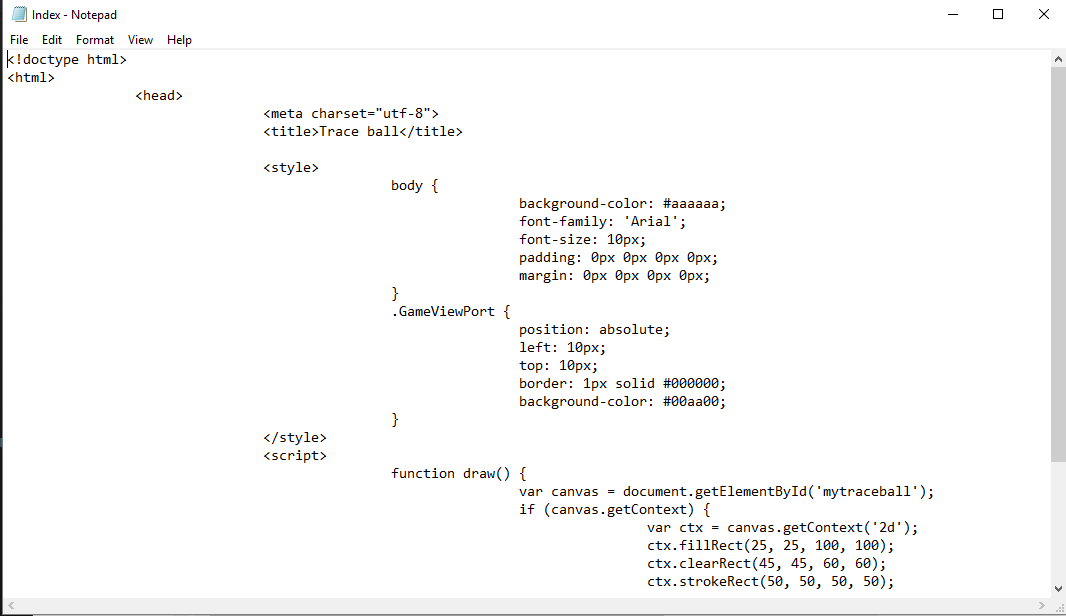 Index - Notepad
File Edit Format View Help
<!doctype html>
<html>
<head>
<meta charset="utf-8">
<title>Trace ball</title>
<style>
body {
background-color: #aaaaaa;
font-family: 'Arial';
font-size: 10px;
padding: 0px 0px 0px 0px;
margin: 0px 0px 0px 0px;
}
.GameViewPort {
position: absolute;
left: 10px;
top: 10px;
border: 1px solid #000000;
background-color: #00aa00;
}
</style>
<script>
function draw() {
var canvas = document.getElementById('mytraceball');
if (canvas.getContext) {
var ctx = canvas.getContext('2d');
ctx.fillRect(25, 25, 100, 100);
ctx.clearRect(45, 45, 60, 60);
ctx.strokeRect(50, 50, 50, 50);